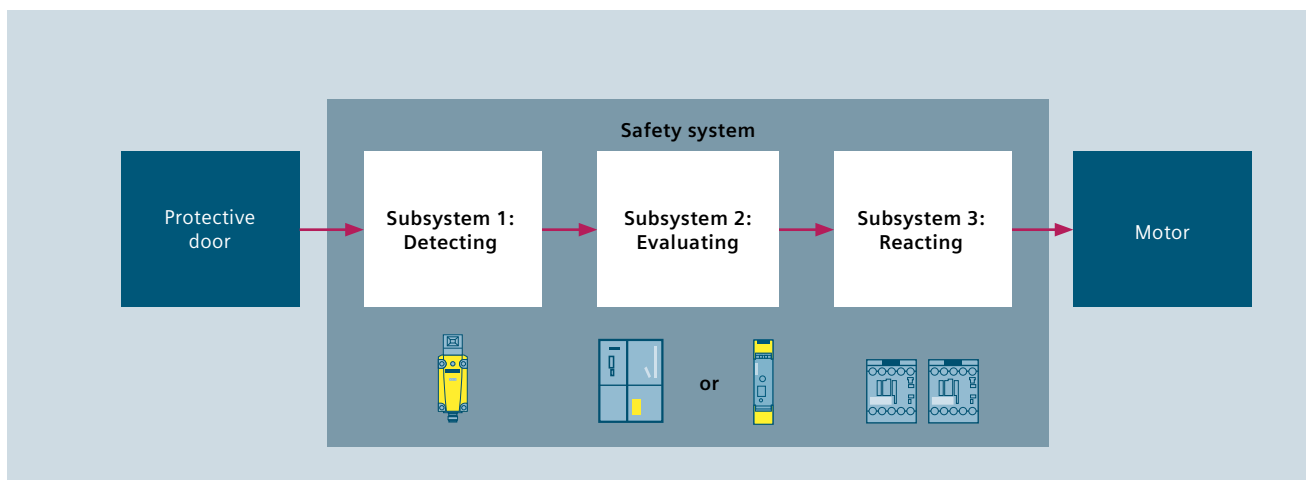 Safety system
Protective
door
Subsystem 1:
Detecting
Subsystem 2:
Evaluating
Subsystem 3:
Reacting
Motor
or